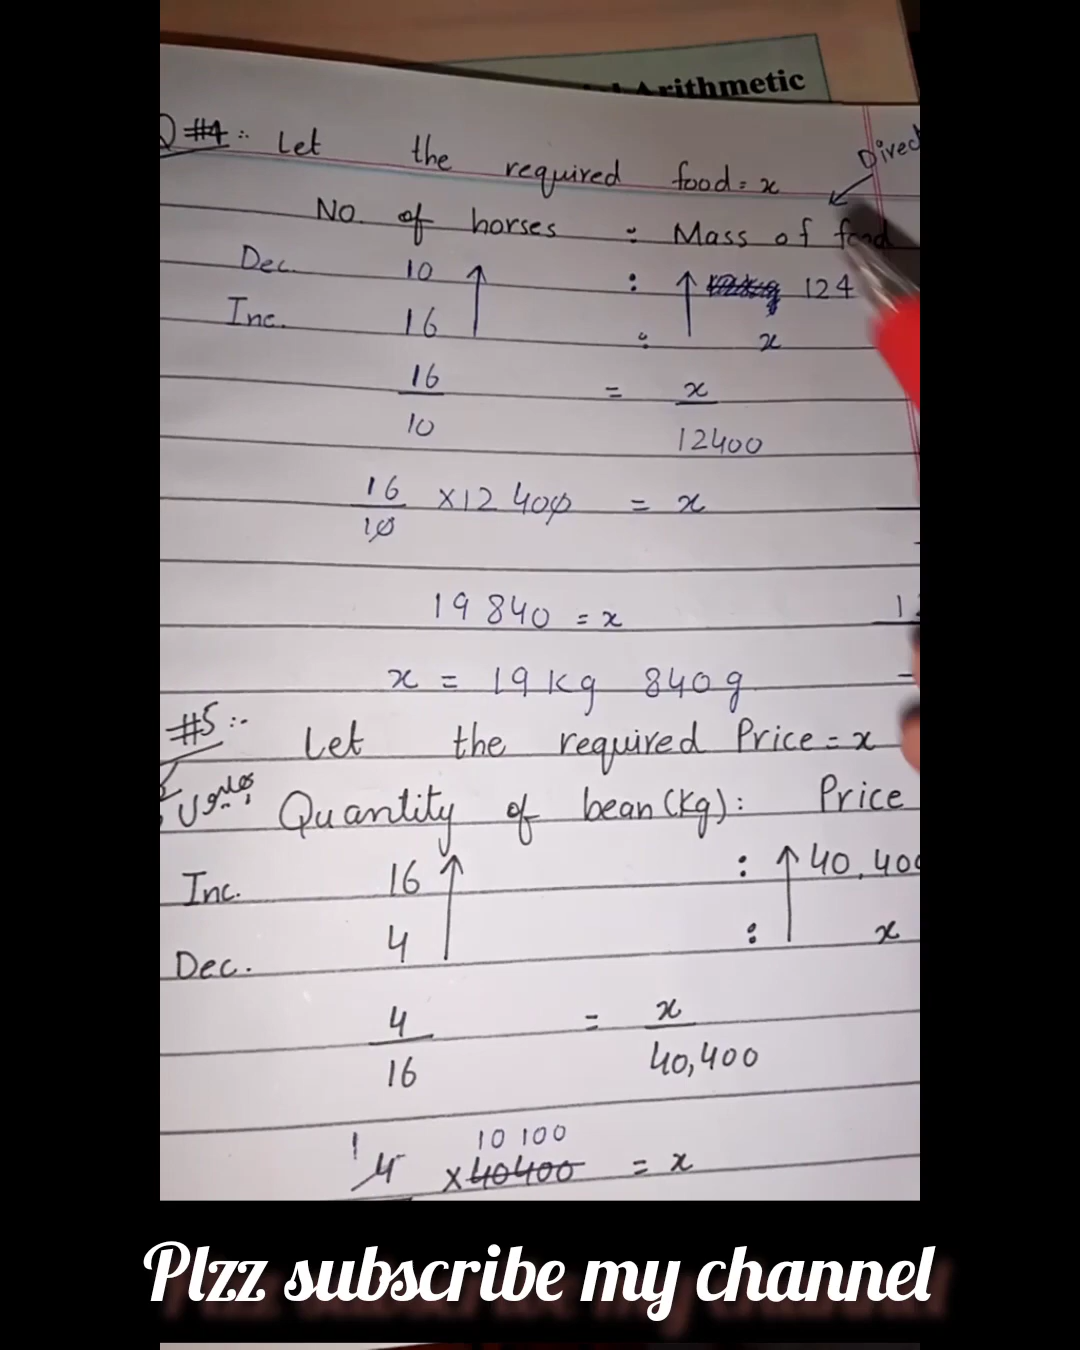 Arithmetic
Q #4:. Let the required food = x
Direc
No. of horses : Mass of food
Dec. 10 : 124
Inc. 16 : x
16/10 = x/12400
16/10 × 12400 = x
19840 = x
x = 19 kg 840 g
#5:- Let the required Price = x
Quantity of bean (Kg) : Price
Inc. 16 : 40,400
Dec. 4 : x
4/16 = x/40,400
1 10 100
4 × 40400 = x
Plzz subscribe my channel